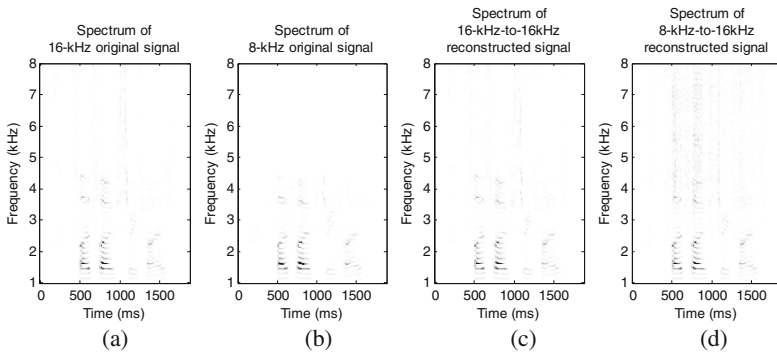 Spectrum of
16-kHz original signal
8
7
6
5
4
3
2
1
Frequency (kHz)
0 500 1000 1500
Time (ms)
(a)
Spectrum of
8-kHz original signal
8
7
6
5
4
3
2
1
Frequency (kHz)
0 500 1000 1500
Time (ms)
(b)
Spectrum of
16-kHz-to-16kHz
reconstructed signal
8
7
6
5
4
3
2
1
Frequency (kHz)
0 500 1000 1500
Time (ms)
(c)
Spectrum of
8-kHz-to-16kHz
reconstructed signal
8
7
6
5
4
3
2
1
Frequency (kHz)
0 500 1000 1500
Time (ms)
(d)